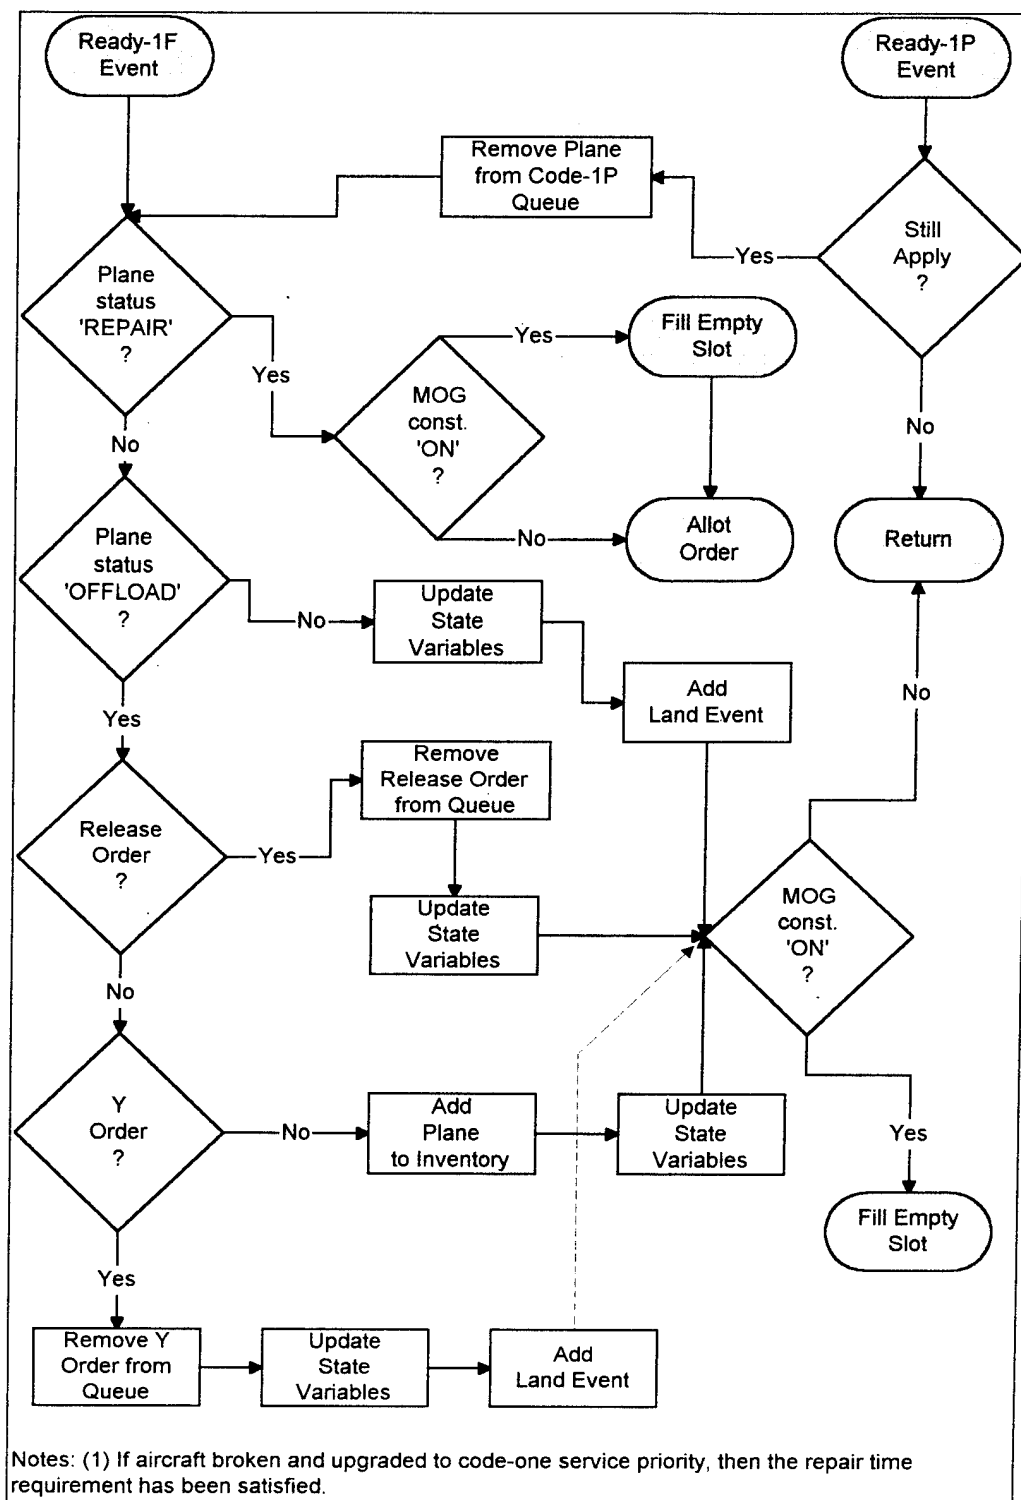 Ready-1F
Event
Ready-1P
Event
Remove Plane
from Code-1P
Queue
Still
Apply
?
Yes
Plane
status
'REPAIR'
?
Fill Empty
Slot
Yes
Yes
MOG
const.
'ON'
?
No
No
Plane
status
'OFFLOAD'
?
No
Allot
Order
Return
No
Update
State
Variables
Add
Land Event
No
Yes
Remove
Release Order
from Queue
Release
Order
?
Yes
Update
State
Variables
MOG
const.
'ON'
?
No
Y
Order
?
No
Add
Plane
to Inventory
Update
State
Variables
Yes
Fill Empty
Slot
Yes
Remove Y
Order from
Queue
Update
State
Variables
Add
Land Event
Notes: (1) If aircraft broken and upgraded to code-one service priority, then the repair time
requirement has been satisfied.